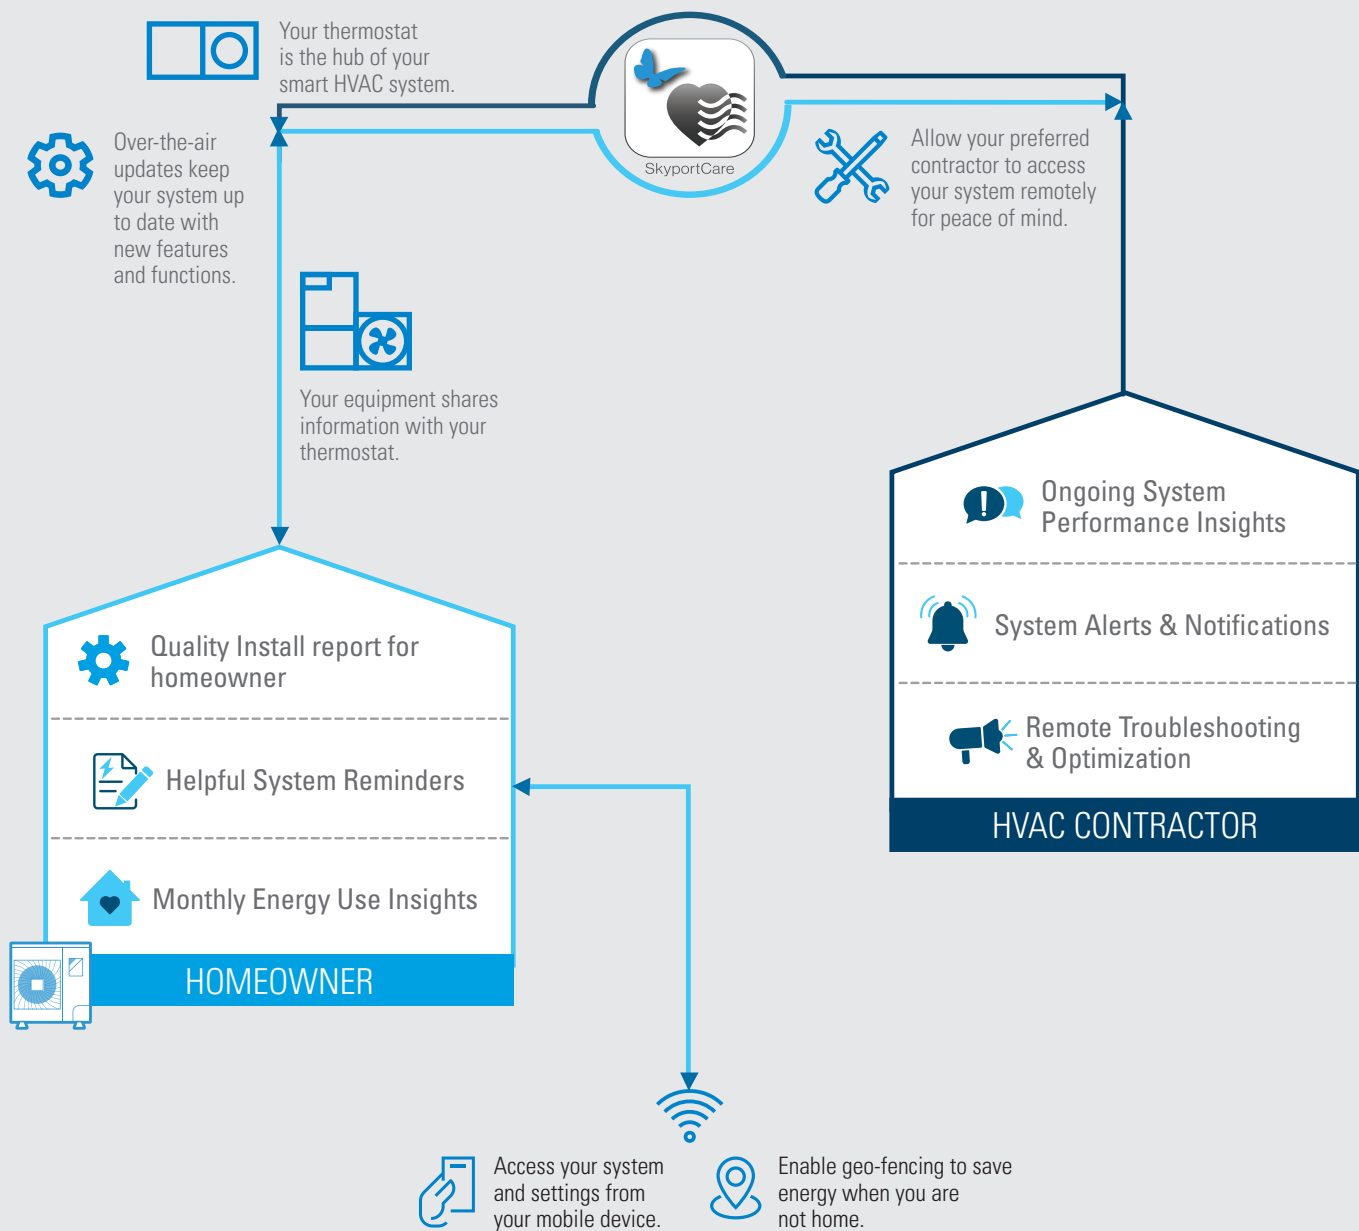 Your thermostat
is the hub of your
smart HVAC system.
SkyportCare
Over-the-air
updates keep
your system up
to date with
new features
and functions.
Allow your preferred
contractor to access
your system remotely
for peace of mind.
Your equipment shares
information with your
thermostat.
Ongoing System
Performance Insights
System Alerts & Notifications
Remote Troubleshooting
& Optimization
HVAC CONTRACTOR
Quality Install report for
homeowner
Helpful System Reminders
Monthly Energy Use Insights
HOMEOWNER
Access your system
and settings from
your mobile device.
Enable geo-fencing to save
energy when you are
not home.